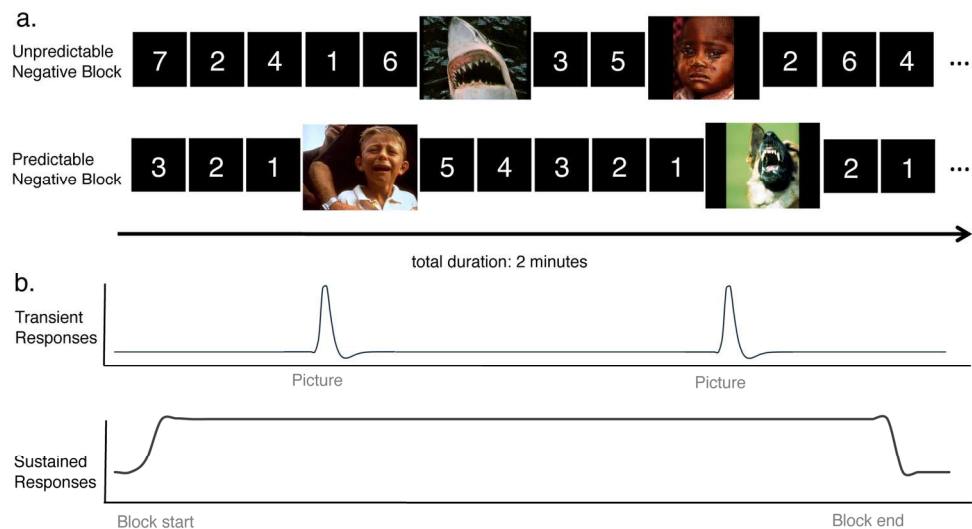 a.
Unpredictable
Negative Block
7 2 4 1 6 3 5 2 6 4 ...
Predictable
Negative Block
3 2 1 5 4 3 2 1 2 1 ...
total duration: 2 minutes
b.
Transient
Responses
Picture Picture
Sustained
Responses
Block start Block end